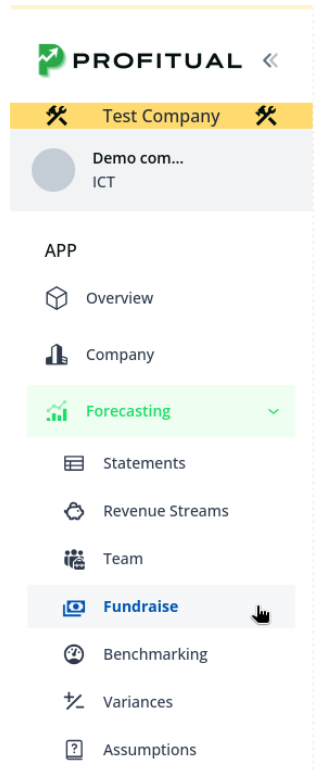 PROFITUAL
Test Company
Demo com...
ICT
APP
Overview
Company
Forecasting
Statements
Revenue Streams
Team
Fundraise
Benchmarking
Variances
Assumptions